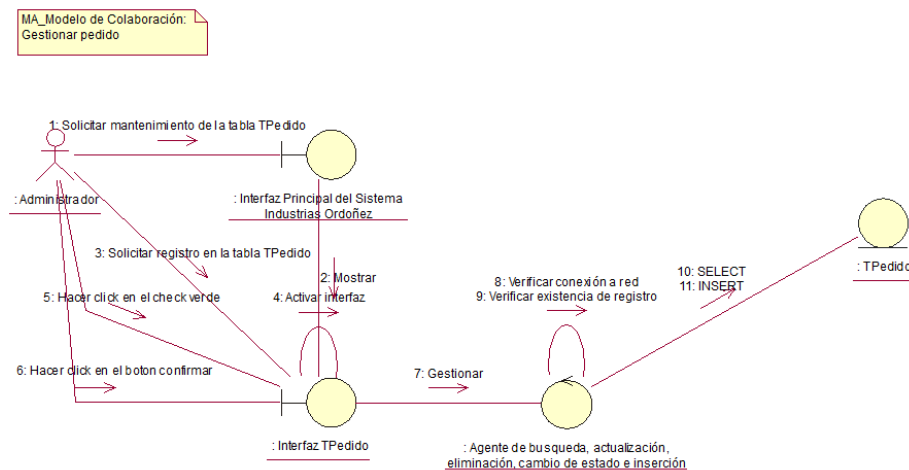 MA_Modelo de Colaboración:
Gestionar pedido
1: Solicitar mantenimiento de la tabla TPedido
: Administrador
: Interfaz Principal del Sistema
Industrias Ordoñez
3: Solicitar registro en la tabla TPedido
2: Mostrar
4: Activar interfaz
5: Hacer click en el check verde
6: Hacer click en el boton confirmar
: Interfaz TPedido
7: Gestionar
8: Verificar conexión a red
9: Verificar existencia de registro
: Agente de busqueda, actualización,
eliminación, cambio de estado e inserción
10: SELECT
11: INSERT
: TPedido